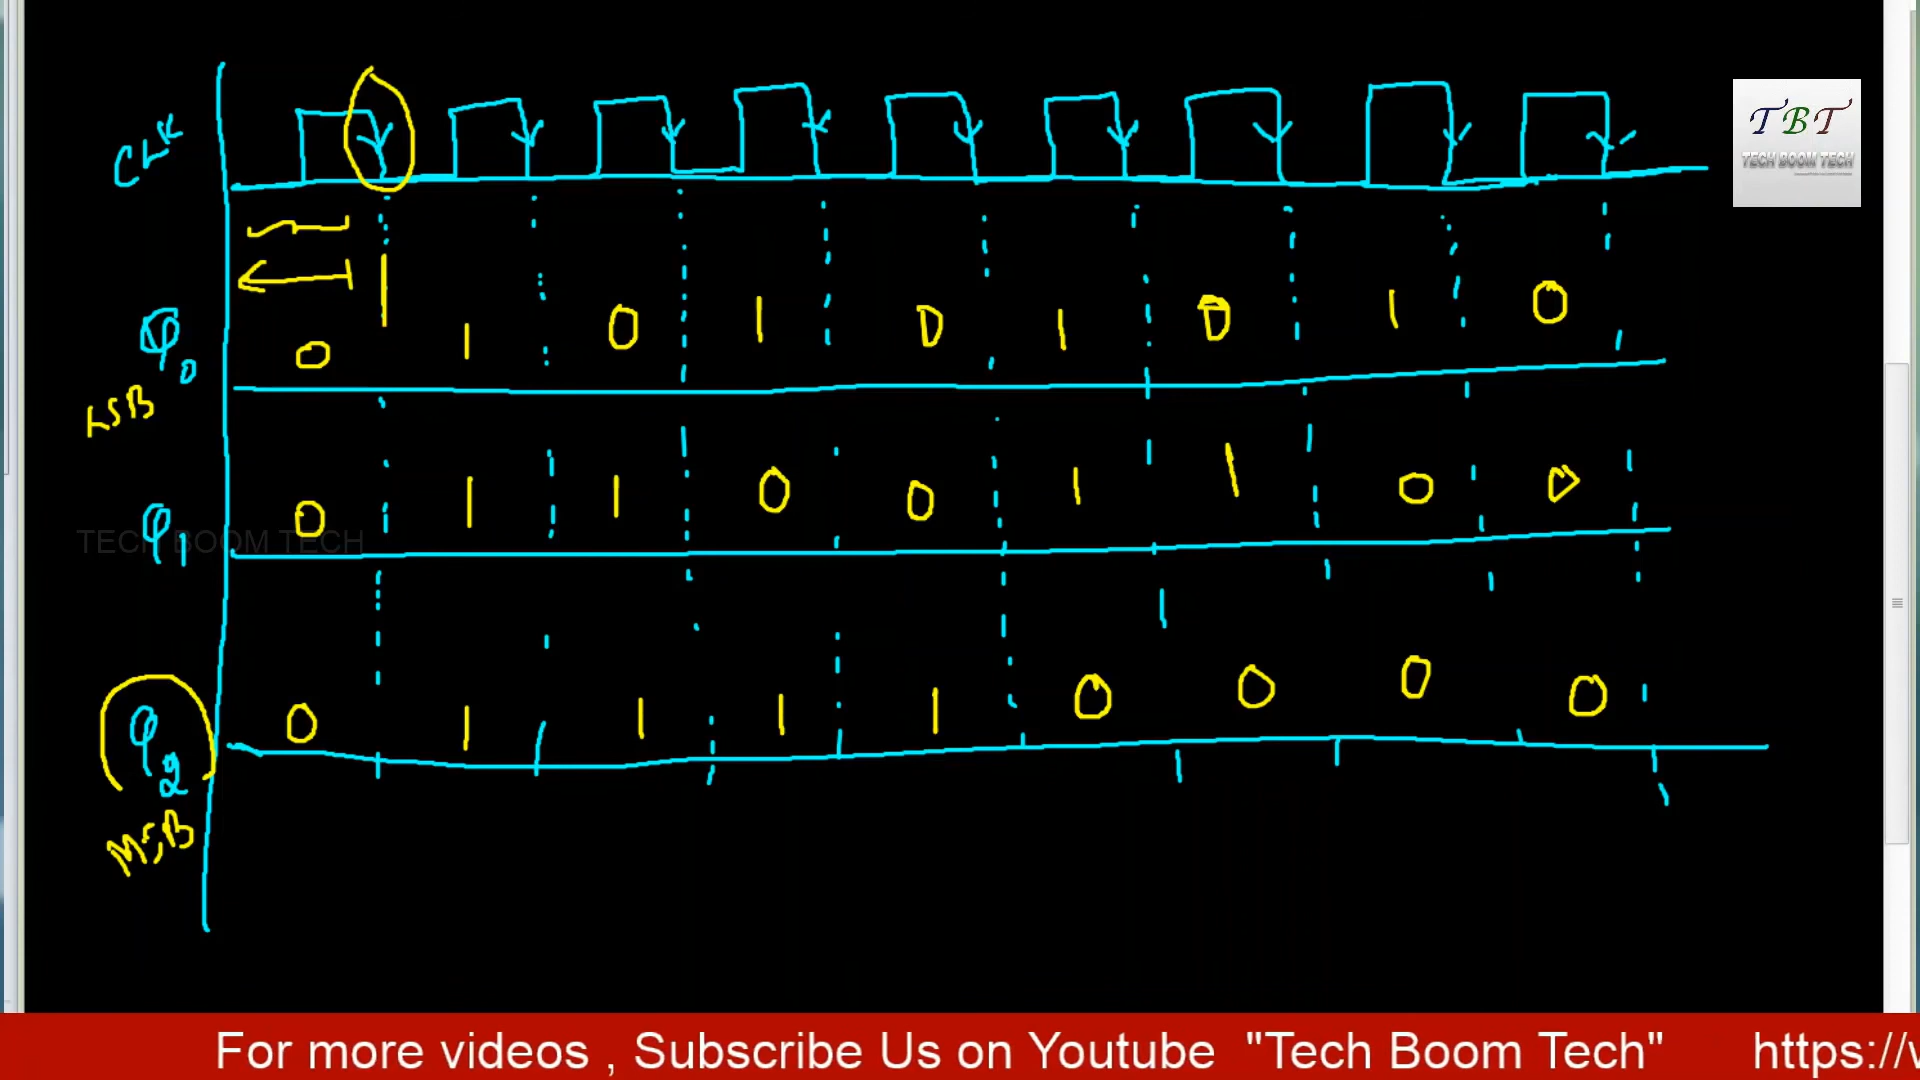 CLK
TBT
TECH BOOM TECH
Q0 0 1 0 1 0 1 0 1 0
LSB
Q1 0 1 1 0 0 1 1 0 0
TECH BOOM TECH
Q2 0 1 1 1 1 0 0 0 0
MSB
For more videos , Subscribe Us on Youtube "Tech Boom Tech" https://